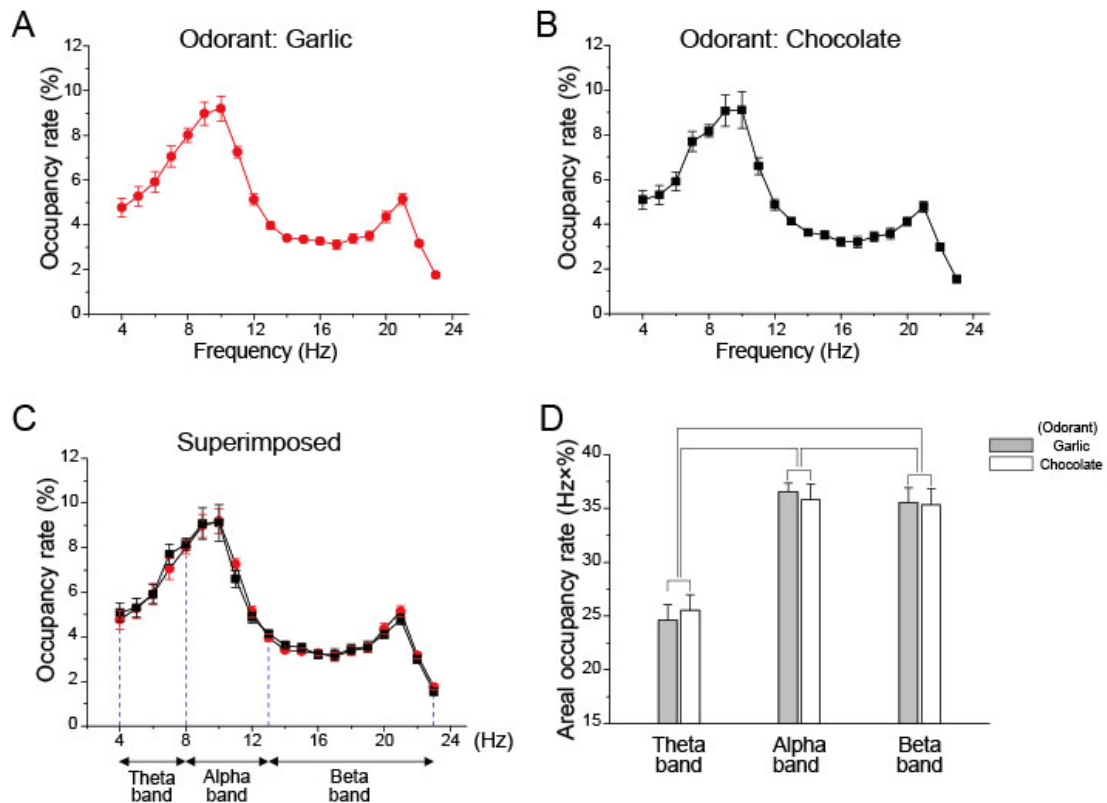 A
Odorant: Garlic
Occupancy rate (%)
12
10
8
6
4
2
0
4 8 12 16 20 24
Frequency (Hz)
B
Odorant: Chocolate
Occupancy rate (%)
12
10
8
6
4
2
0
4 8 12 16 20 24
Frequency (Hz)
C
Superimposed
Occupancy rate (%)
12
10
8
6
4
2
0
4 8 12 16 20 24 (Hz)
Theta band
Alpha band
Beta band
D
(Odorant)
Garlic
Chocolate
Areal occupancy rate (Hz×%)
40
35
30
25
20
15
Theta band
Alpha band
Beta band